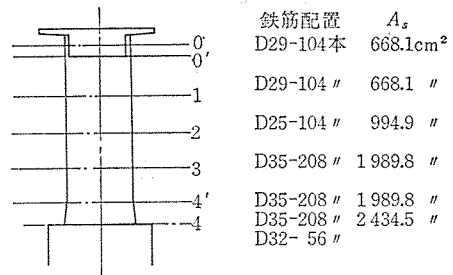 鉄筋配置 As
0 D29-104本 668.1cm²
0′
1 D29-104〃 668.1 〃
2 D25-104〃 994.9 〃
3 D35-208〃 1 989.8 〃
4′ D35-208〃 1 989.8 〃
4 D35-208〃 2 434.5 〃
D32- 56〃